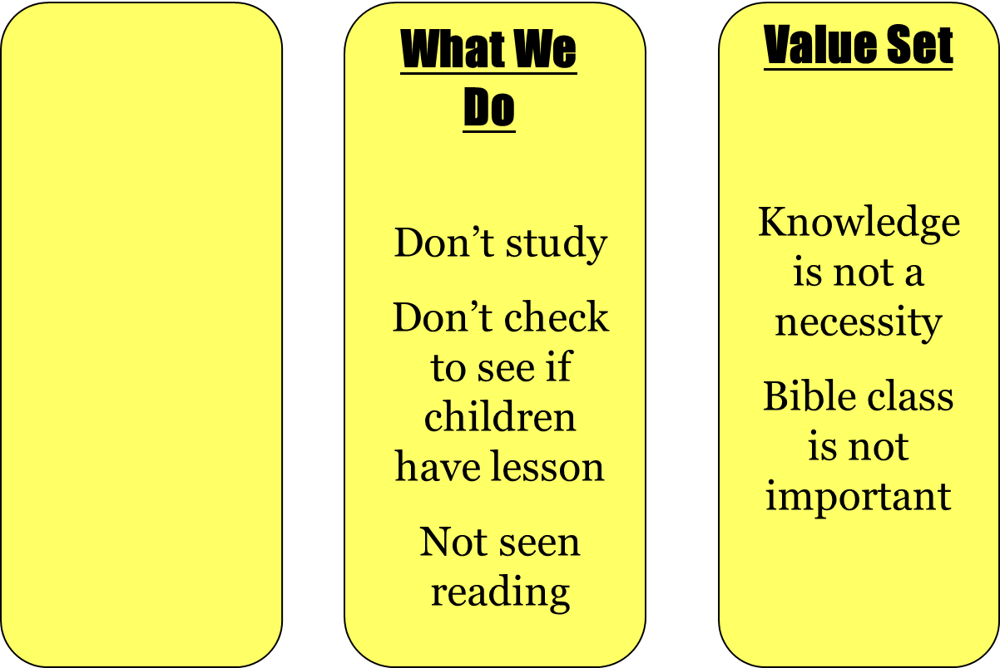 What We
Do
Don’t study
Don’t check
to see if
children
have lesson
Not seen
reading
Value Set
Knowledge
is not a
necessity
Bible class
is not
important